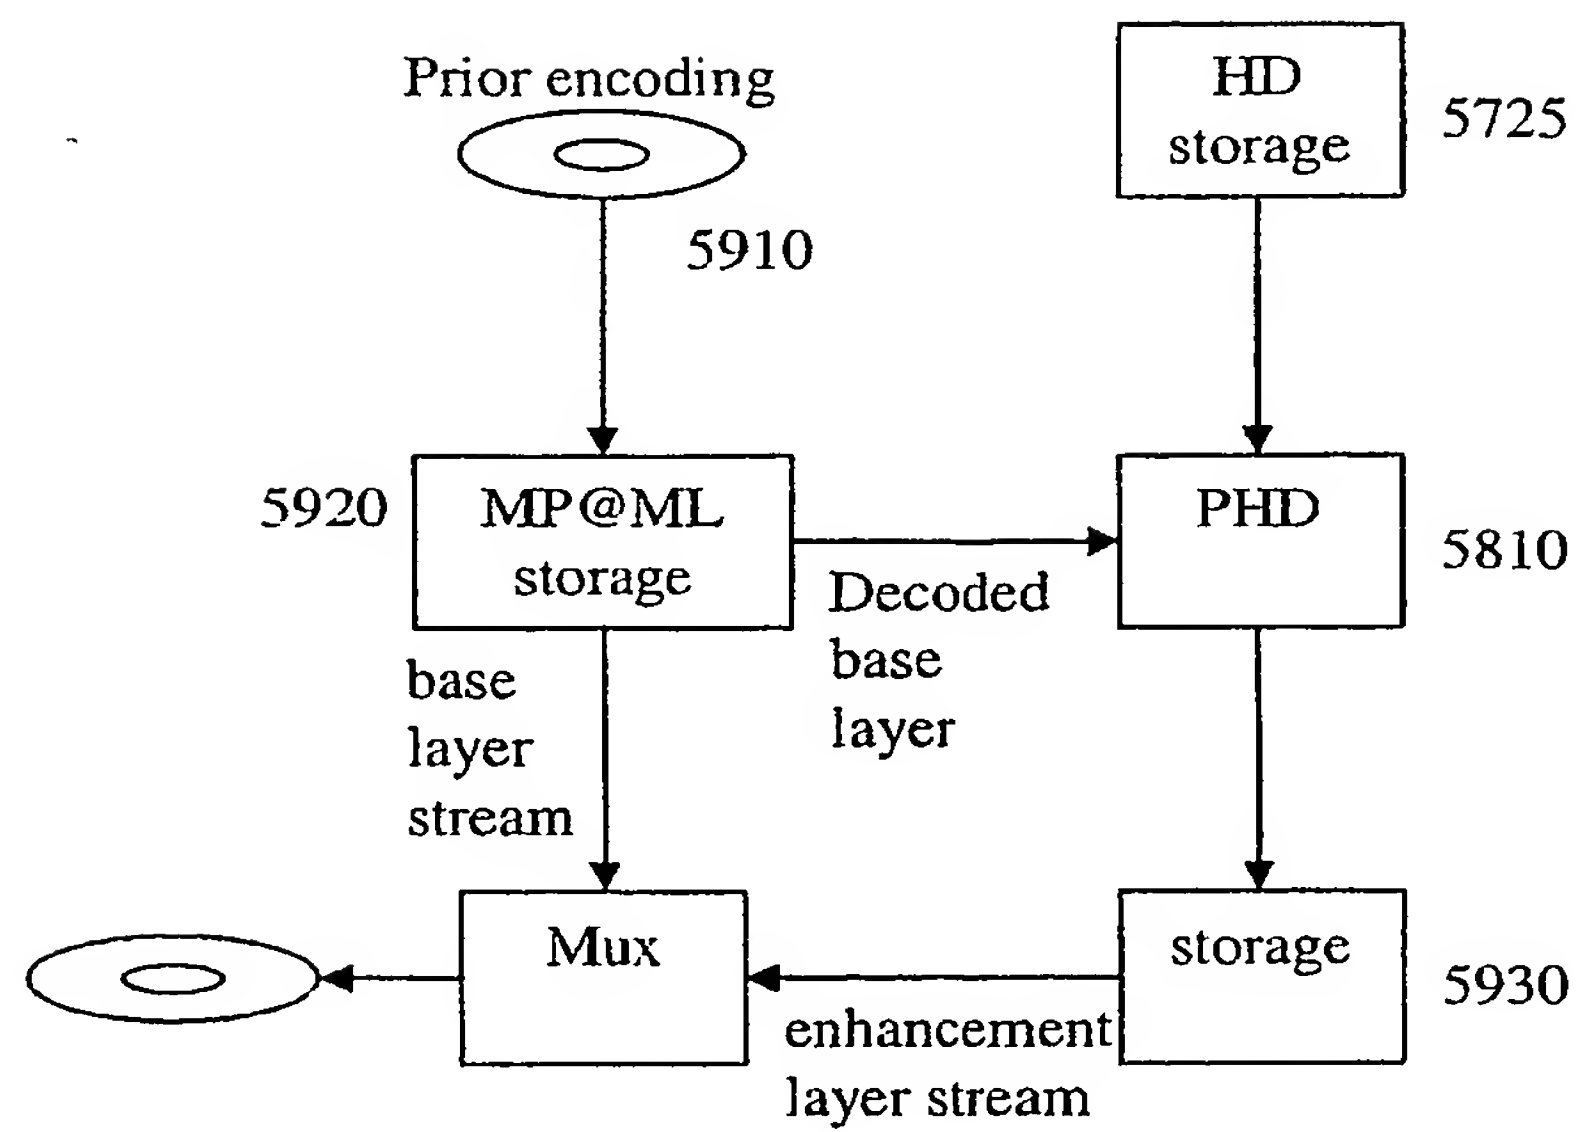 Prior encoding
HD
storage
5725
5910
5920
MP@ML
storage
PHD
5810
Decoded
base
layer
base
layer
stream
Mux
storage
5930
enhancement
layer stream